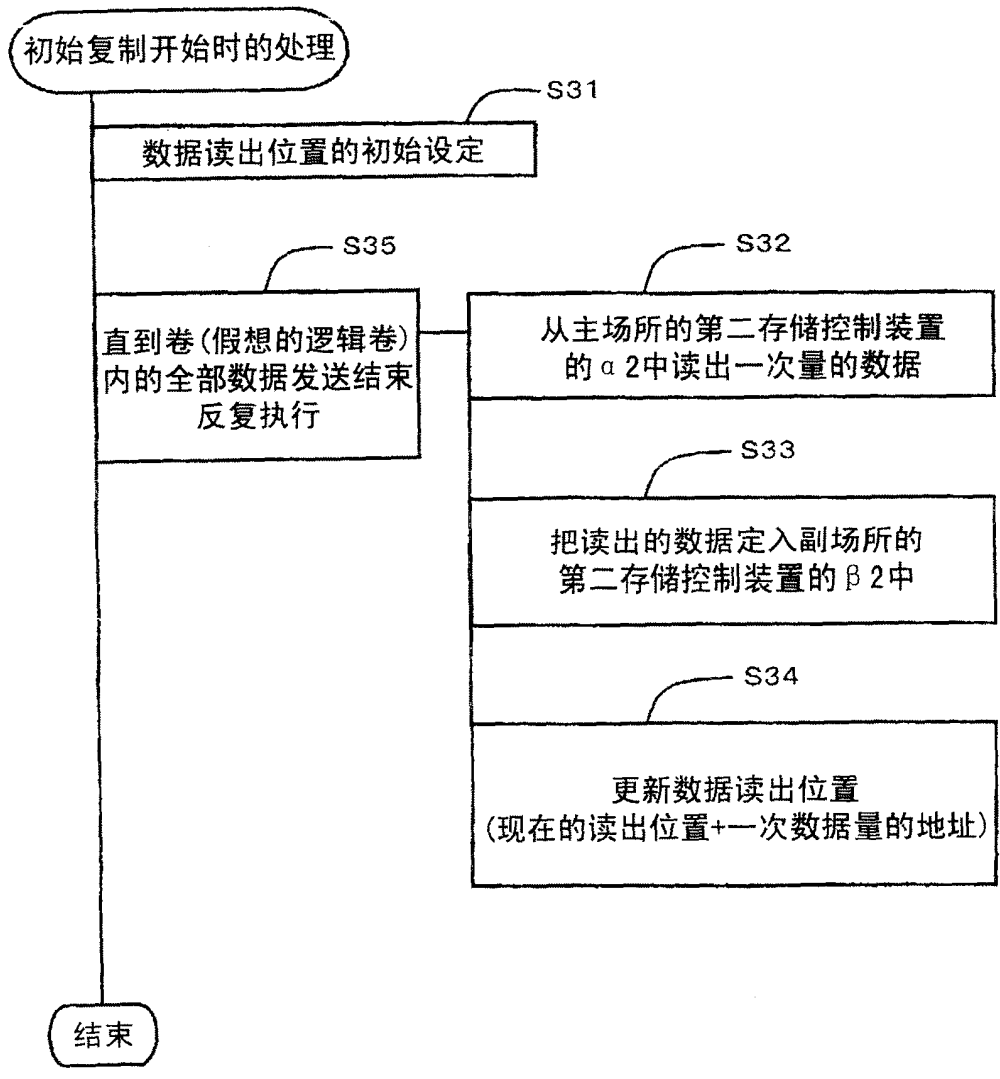 初始复制开始时的处理
S31
数据读出位置的初始设定
S35
直到卷(假想的逻辑卷)
内的全部数据发送结束
反复执行
S32
从主场所的第二存储控制装置
的α2中读出一次量的数据
S33
把读出的数据定入副场所的
第二存储控制装置的β2中
S34
更新数据读出位置
(现在的读出位置+一次数据量的地址)
结束